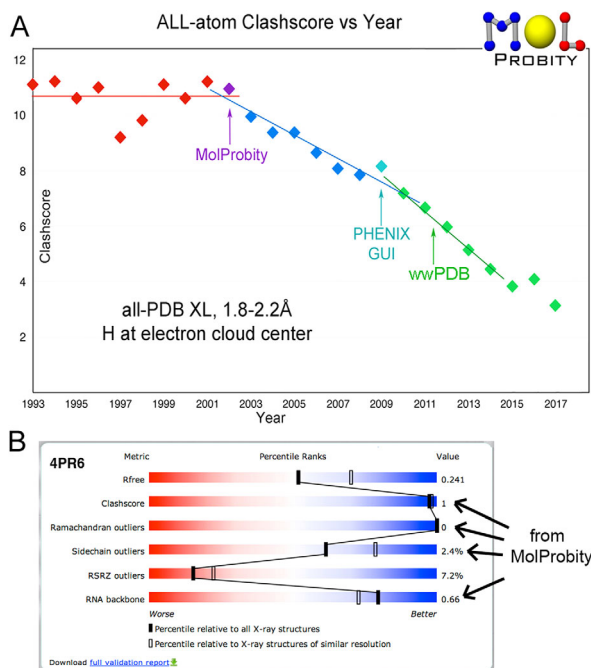 A
ALL-atom Clashscore vs Year
MOL
PROBITY
12
10
8
6
4
2
Clashscore
MolProbity
PHENIX
GUI
wwPDB
all-PDB XL, 1.8-2.2Å
H at electron cloud center
1993 1995 1997 1999 2001 2003 2005 2007 2009 2011 2013 2015 2017
Year
B
4PR6
Metric Percentile Ranks Value
Rfree 0.241
Clashscore 1
Ramachandran outliers 0
Sidechain outliers 2.4%
RSRZ outliers 7.2%
RNA backbone 0.66
Worse Better
Percentile relative to all X-ray structures
Percentile relative to X-ray structures of similar resolution
Download full validation report
from
MolProbity